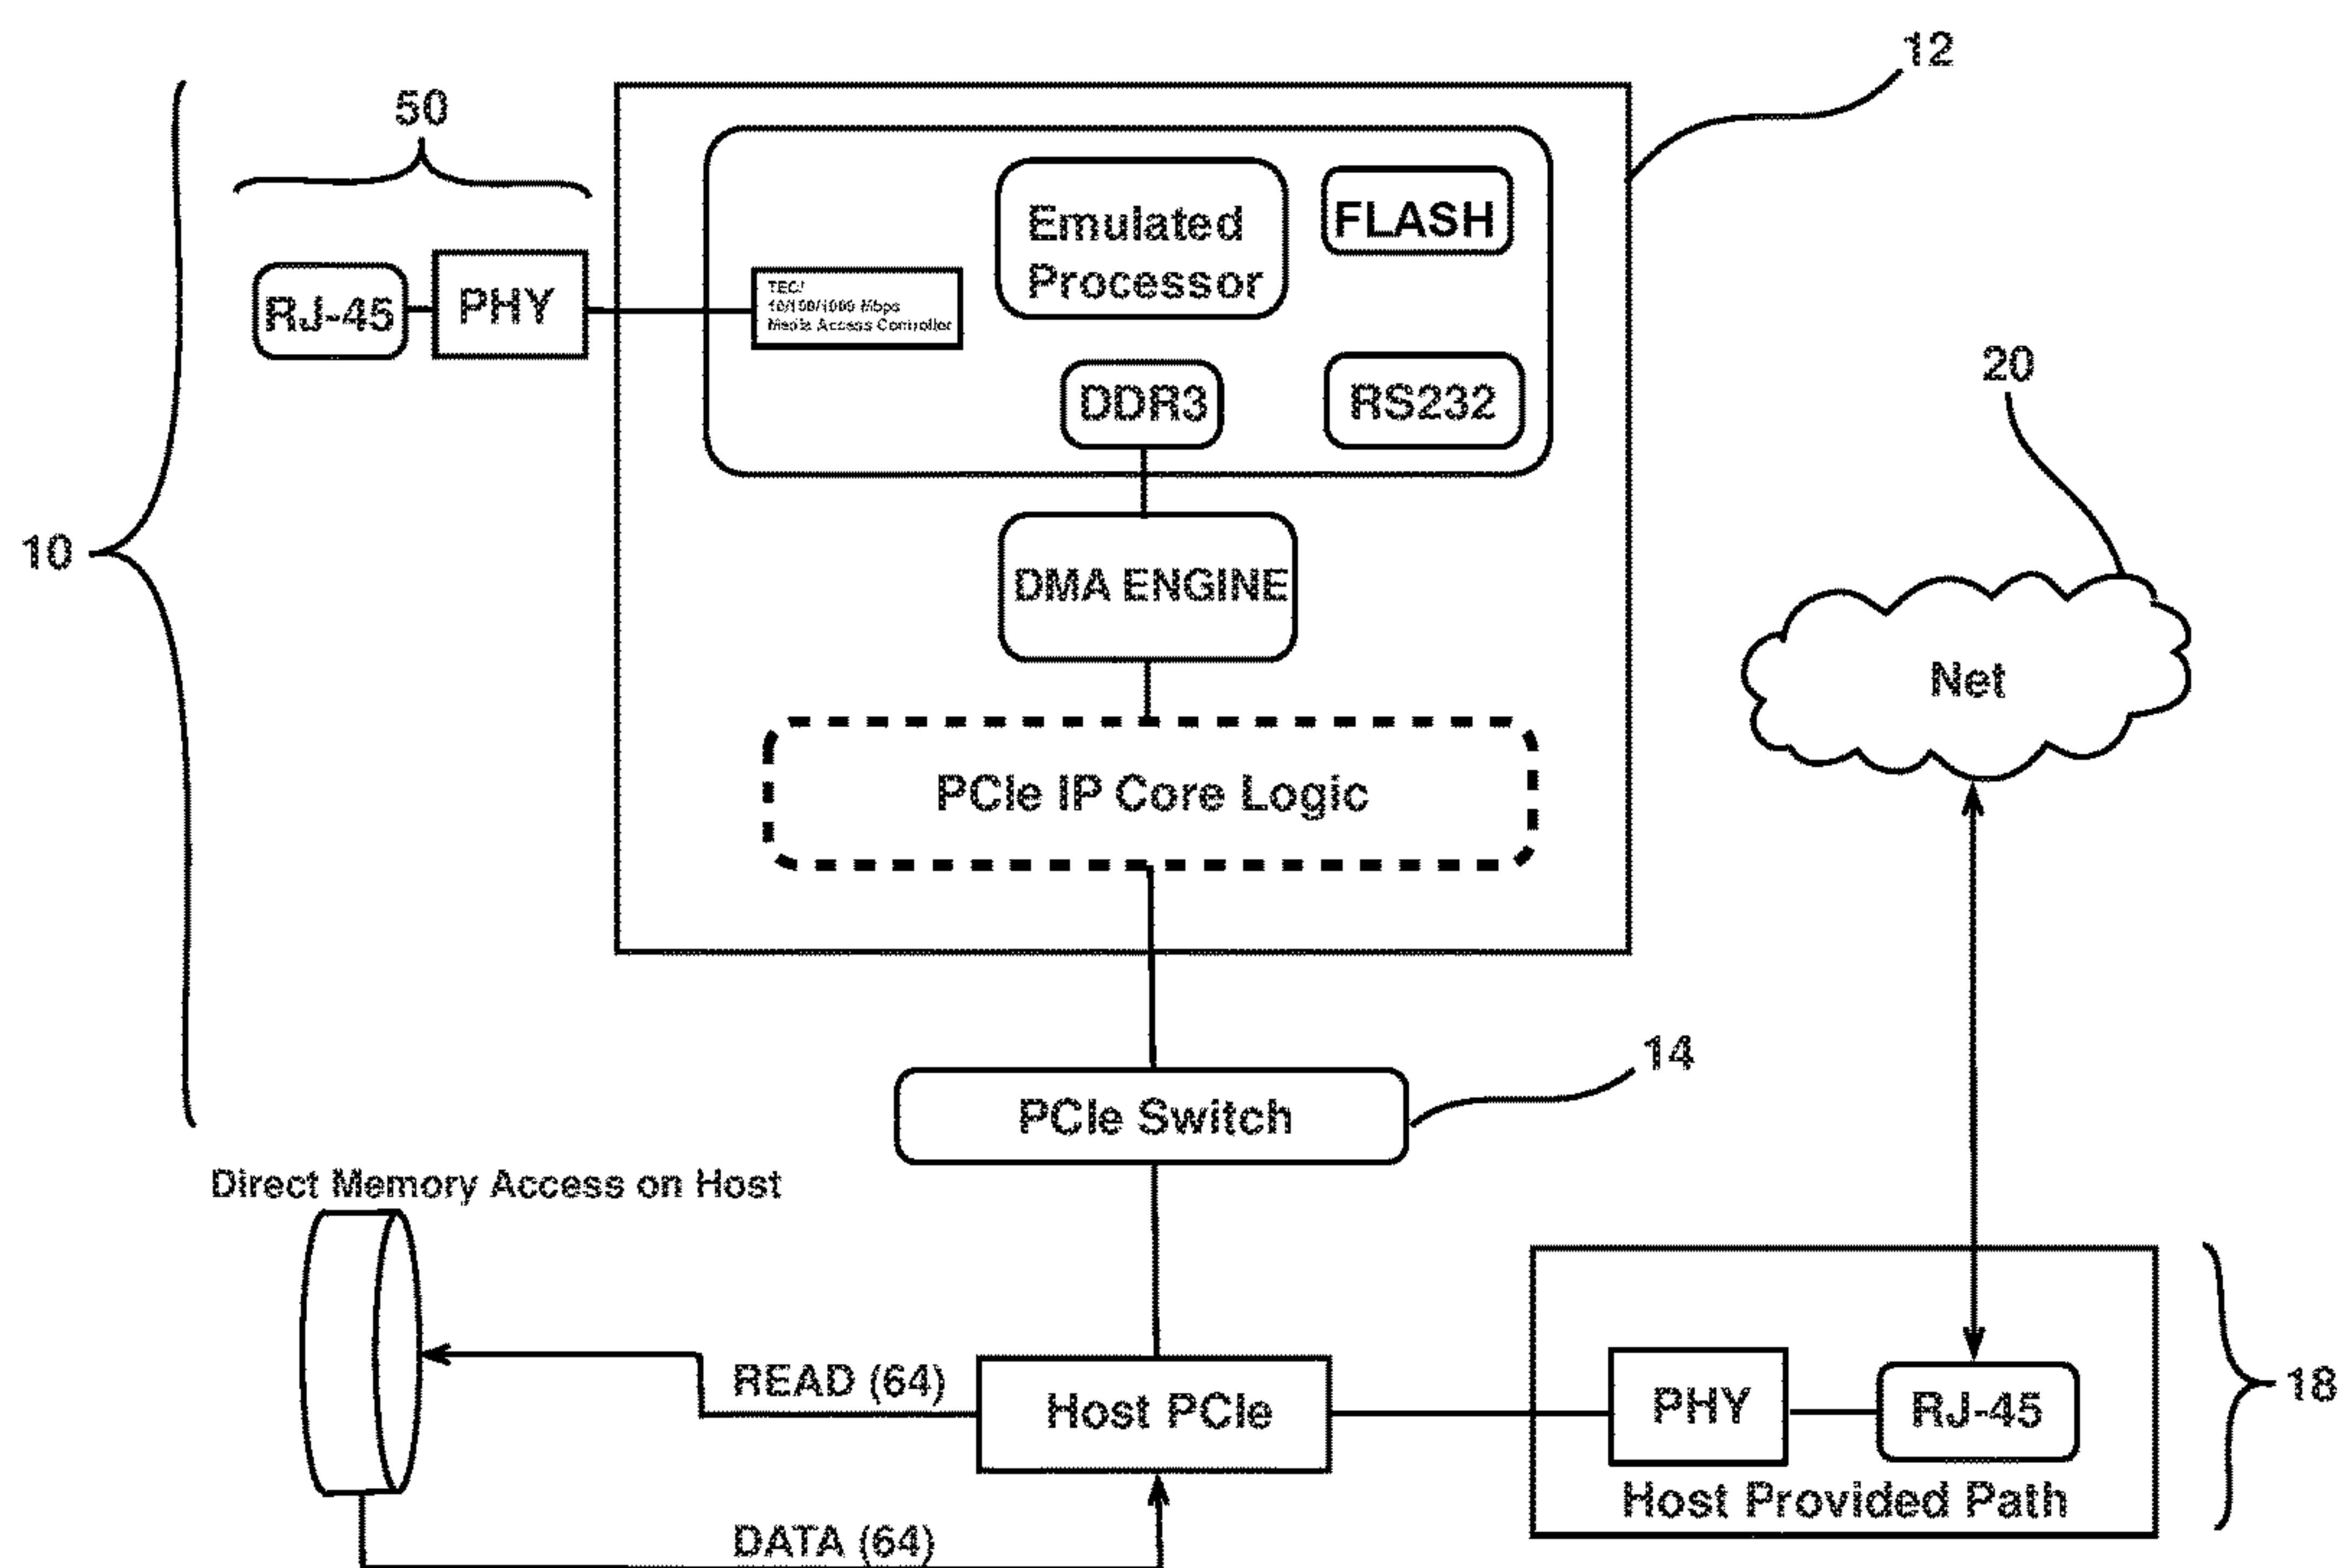 12
50
Emulated
Processor
FLASH
RJ-45
PHY
10/100/1000 Mbps
Media Access Controller
DDR3
RS232
20
10
DMA ENGINE
Net
PCIe IP Core Logic
14
PCIe Switch
Direct Memory Access on Host
READ (64)
Host PCIe
PHY
RJ-45
18
Host Provided Path
DATA (64)